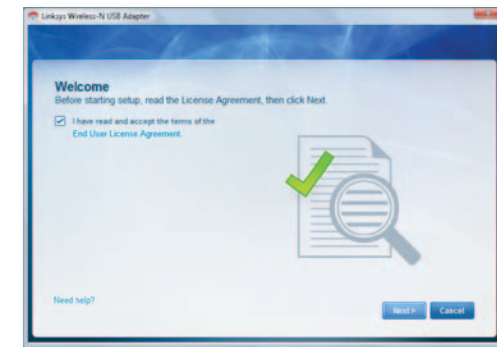 Linksys Wireless-N USB Adapter
Welcome
Before starting setup, read the License Agreement, then click Next.
I have read and accept the terms of the
End User License Agreement.
Need help?
Next >
Cancel